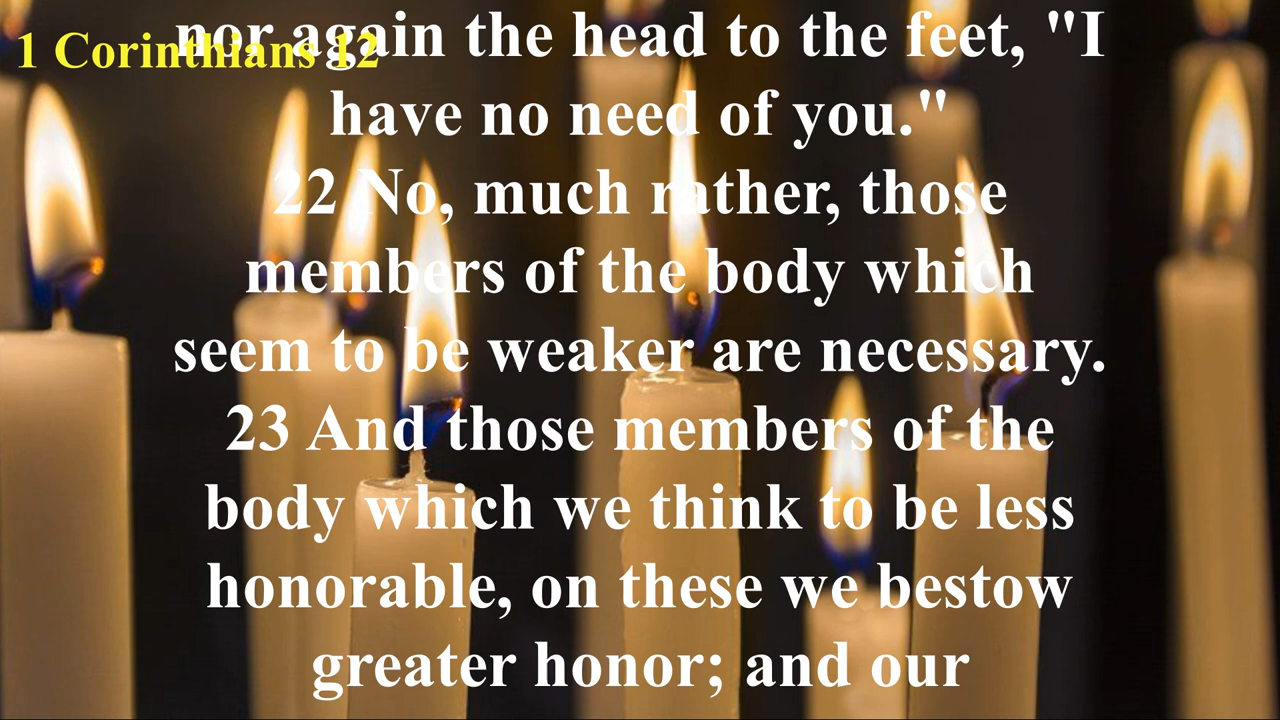 1 Corinthians 12
nor again the head to the feet, "I
have no need of you."
22 No, much rather, those
members of the body which
seem to be weaker are necessary.
23 And those members of the
body which we think to be less
honorable, on these we bestow
greater honor; and our